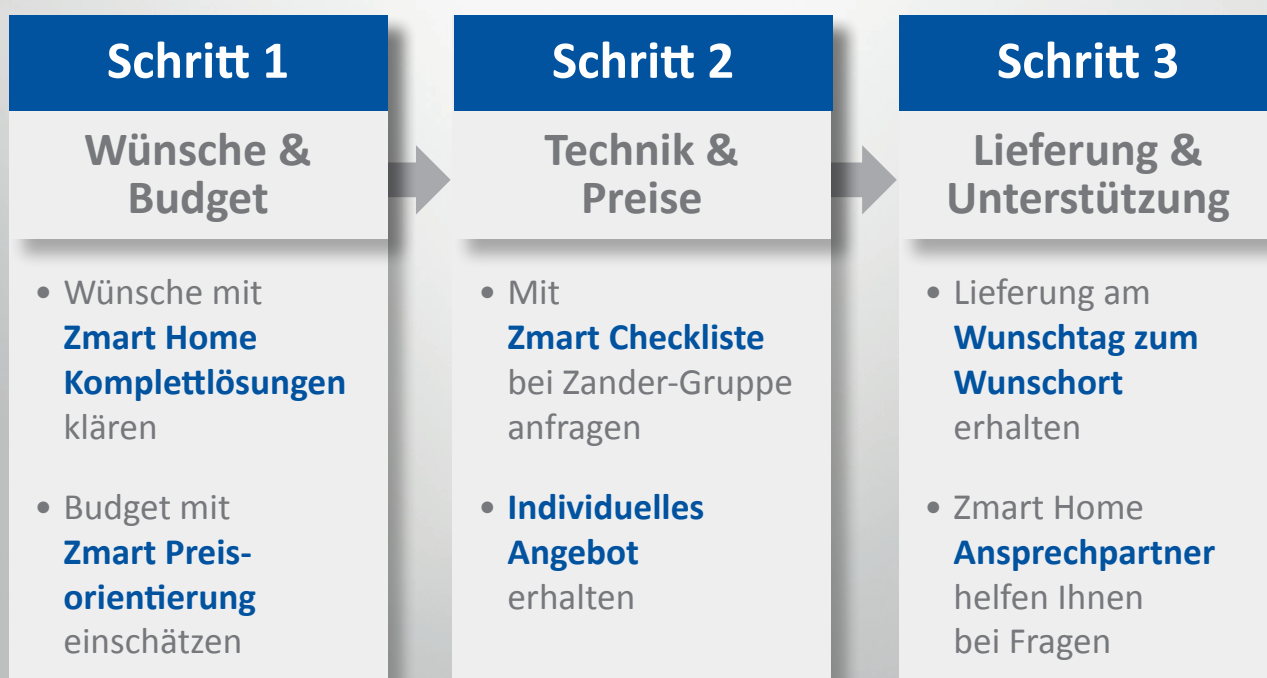 Schritt 1
Wünsche &
Budget
• Wünsche mit
Zmart Home
Komplettlösungen
klären
• Budget mit
Zmart Preis-
orientierung
einschätzen
Schritt 2
Technik &
Preise
• Mit
Zmart Checkliste
bei Zander-Gruppe
anfragen
• Individuelles
Angebot
erhalten
Schritt 3
Lieferung &
Unterstützung
• Lieferung am
Wunschtag zum
Wunschort
erhalten
• Zmart Home
Ansprechpartner
helfen Ihnen
bei Fragen